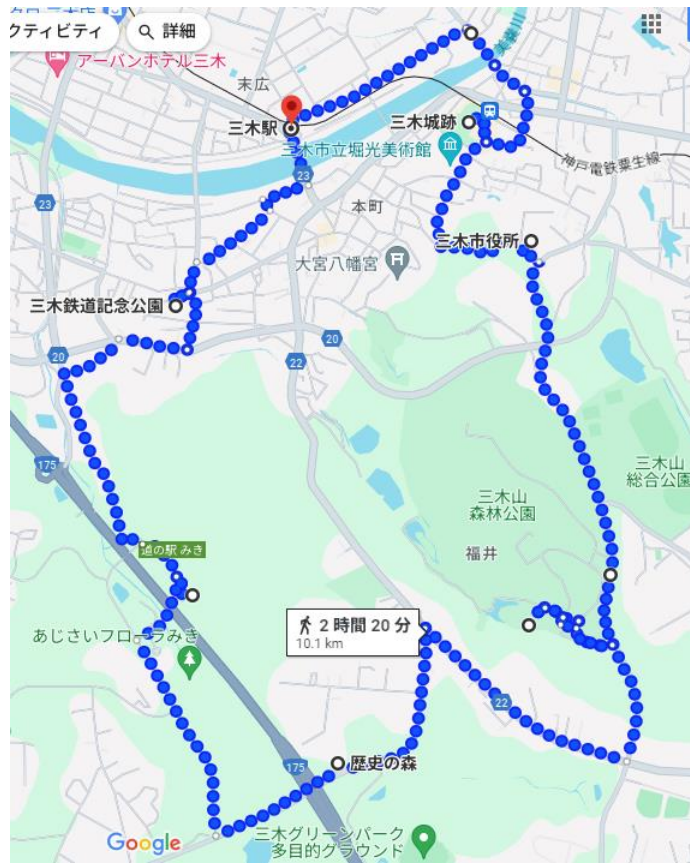 クティビティ
詳細
アーバンホテル三木
末広
美嚢川
三木駅
三木城跡
三木市立堀光美術館
神戸電鉄粟生線
23
23
本町
三木市役所
大宮八幡宮
三木鉄道記念公園
20
20
22
175
三木山
総合公園
三木山
森林公園
道の駅 みき
福井
2 時間 20 分
10.1 km
あじさいフローラみき
22
歴史の森
175
三木グリーンパーク
多目的グラウンド
Google